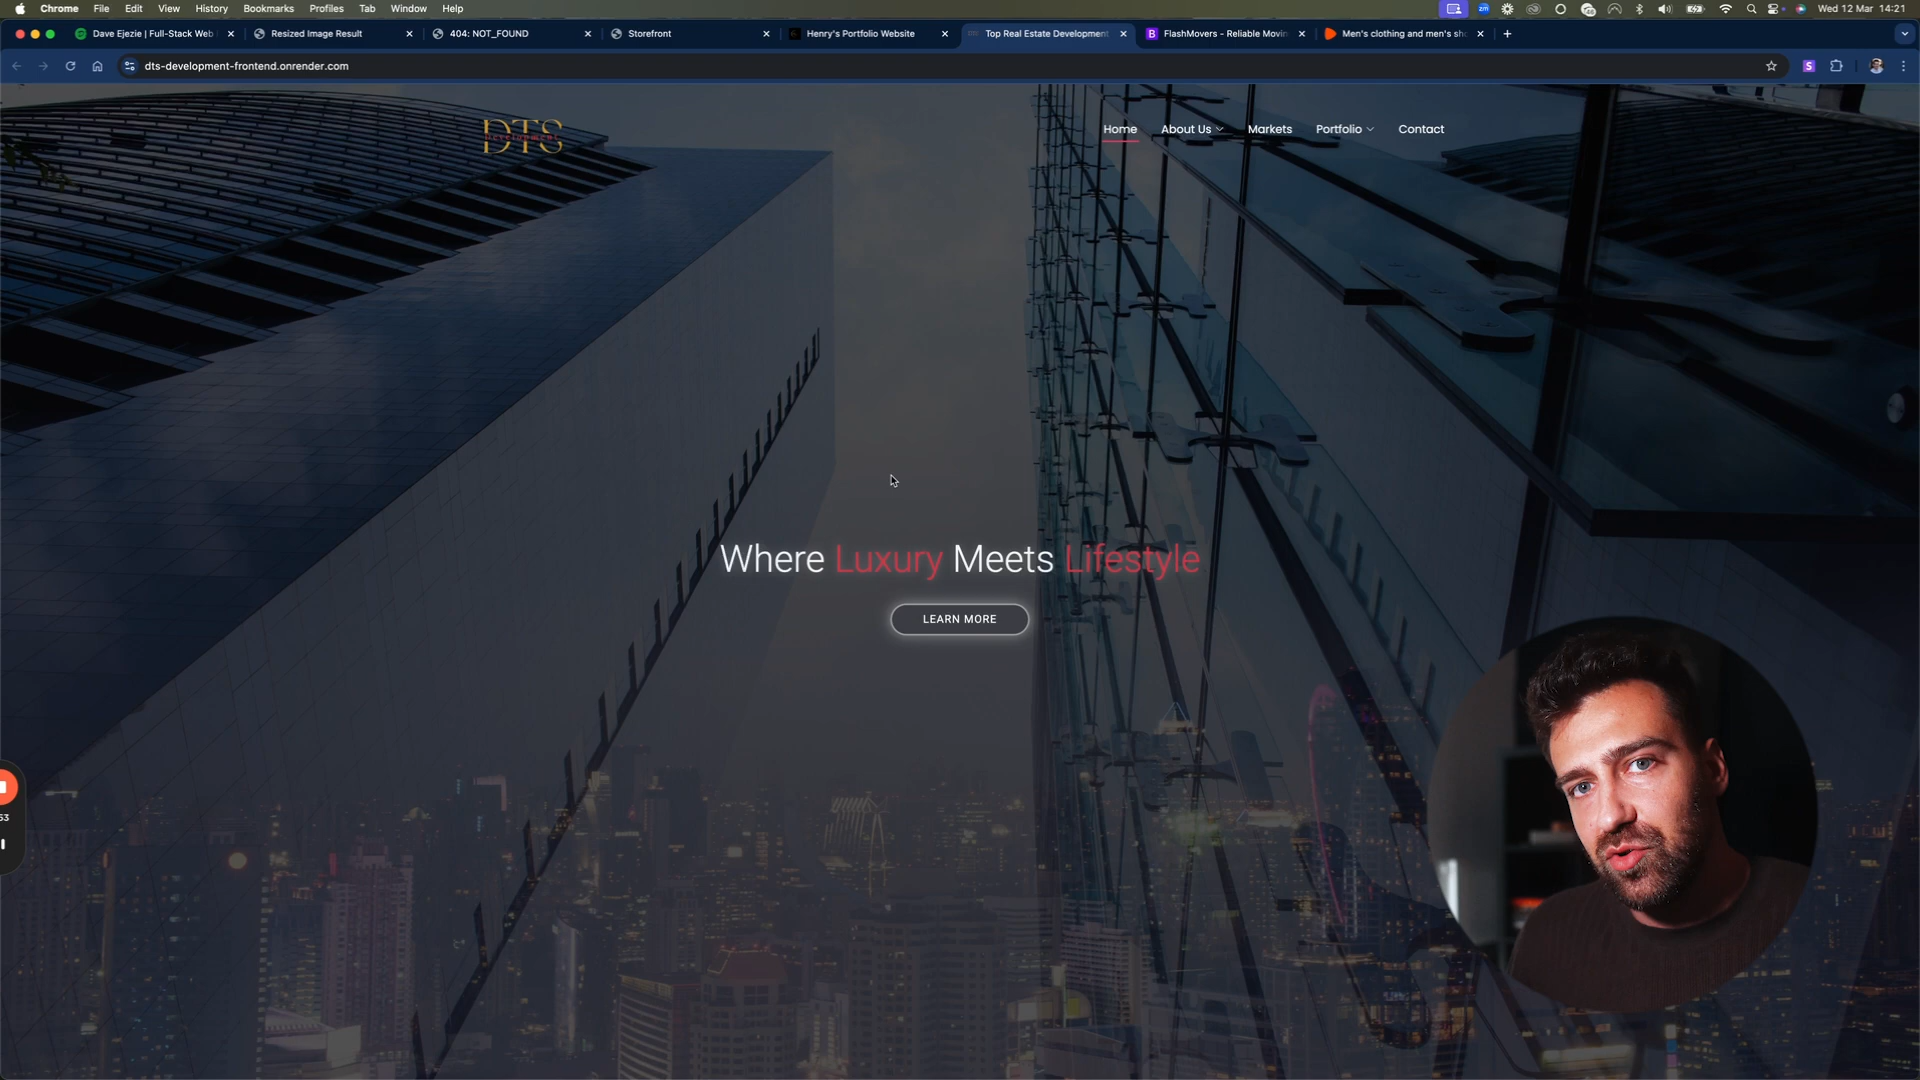 Chrome File Edit View History Bookmarks Profiles Tab Window Help Wed 12 Mar 14:21
Dave Ejezie | Full-Stack Web Resized Image Result 404: NOT_FOUND Storefront Henry's Portfolio Website Top Real Estate Development FlashMovers - Reliable Movin Men's clothing and men's sho
dts-development-frontend.onrender.com
DTS
Home About Us Markets Portfolio Contact
Where Luxury Meets Lifestyle
LEARN MORE
53